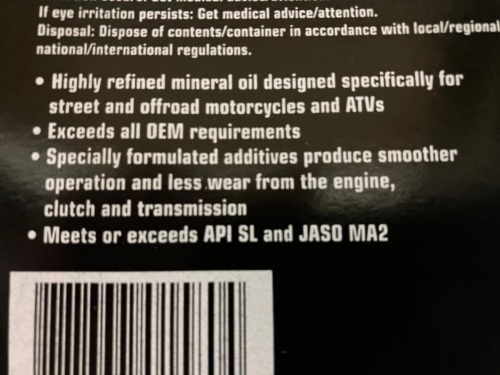 If eye irritation persists: Get medical advice/attention.
Disposal: Dispose of contents/container in accordance with local/regional
national/international regulations.
• Highly refined mineral oil designed specifically for
street and offroad motorcycles and ATVs
• Exceeds all OEM requirements
• Specially formulated additives produce smoother
operation and less wear from the engine,
clutch and transmission
• Meets or exceeds API SL and JASO MA2